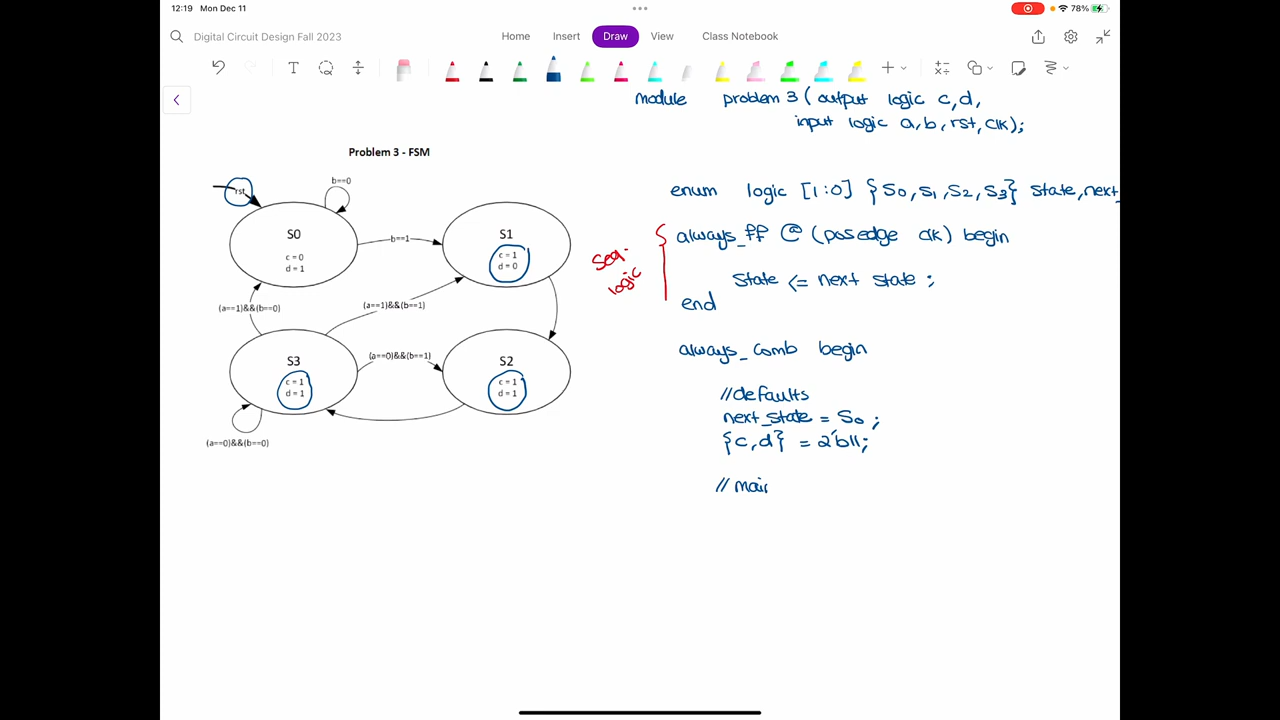 12:19 Mon Dec 11
78%
Digital Circuit Design Fall 2023
Home Insert Draw View Class Notebook
module problem 3 ( output logic c,d,
input logic a,b,rst,clk);
Problem 3 - FSM
rst
b==0
enum logic [1:0] {S0,S1,S2,S3} state,next_
S0
c = 0
d = 1
b==1
S1
c = 1
d = 0
seq.
logic
always_ff @ (posedge clk) begin
state <= next state ;
end
(a==1)&&(b==0)
(a==1)&&(b==1)
always_comb begin
S3
c = 1
d = 1
(a==0)&&(b==1)
S2
c = 1
d = 1
(a==0)&&(b==0)
//defaults
next_state = S0 ;
{c,d} = 2'b11;
// mair